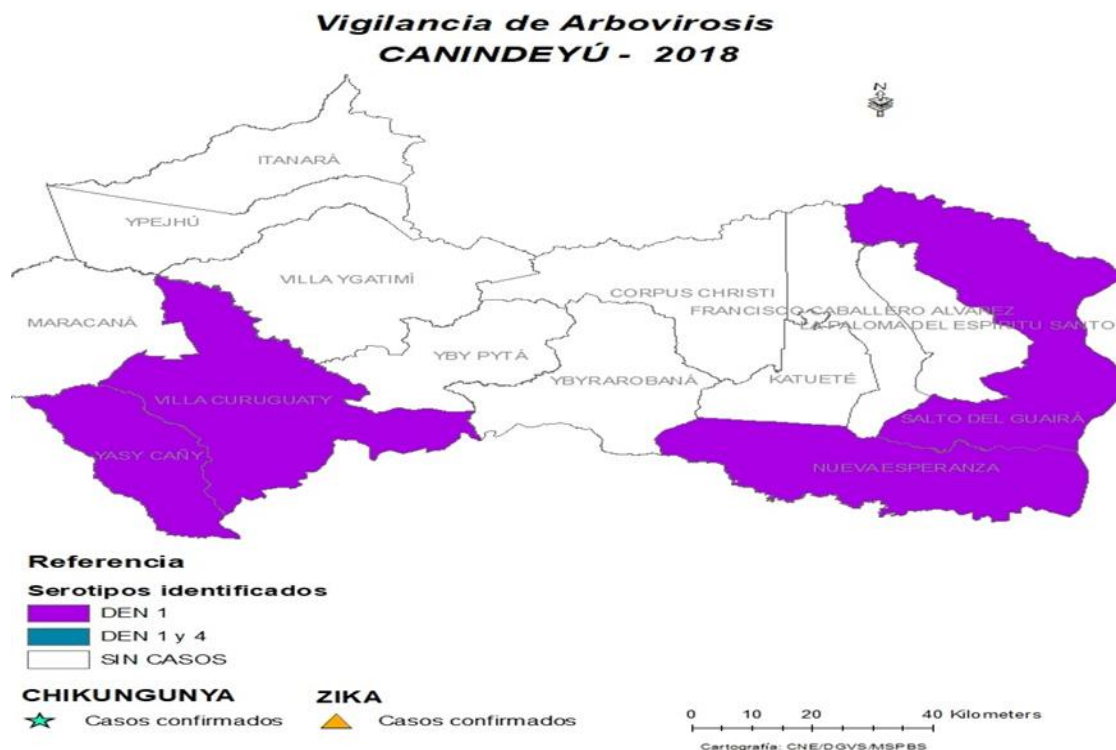 Vigilancia de Arbovirosis
CANINDEYÚ - 2018
N
ITANARÁ
YPEJHÚ
VILLA YGATIMÍ
CORPUS CHRISTI
MARACANÁ
FRANCISCO CABALLERO ALVAREZ
LA PALOMA DEL ESPÍRITU SANTO
YBY PYTÁ
YBYRAROBANÁ
KATUETÉ
VILLA CURUGUATY
SALTO DEL GUAIRÁ
YASY CAÑY
NUEVA ESPERANZA
Referencia
Serotipos identificados
DEN 1
DEN 1 y 4
SIN CASOS
CHIKUNGUNYA ZIKA
Casos confirmados Casos confirmados
0 10 20 40 Kilometers
Cartografía: CNE/DGVS/MSPBS